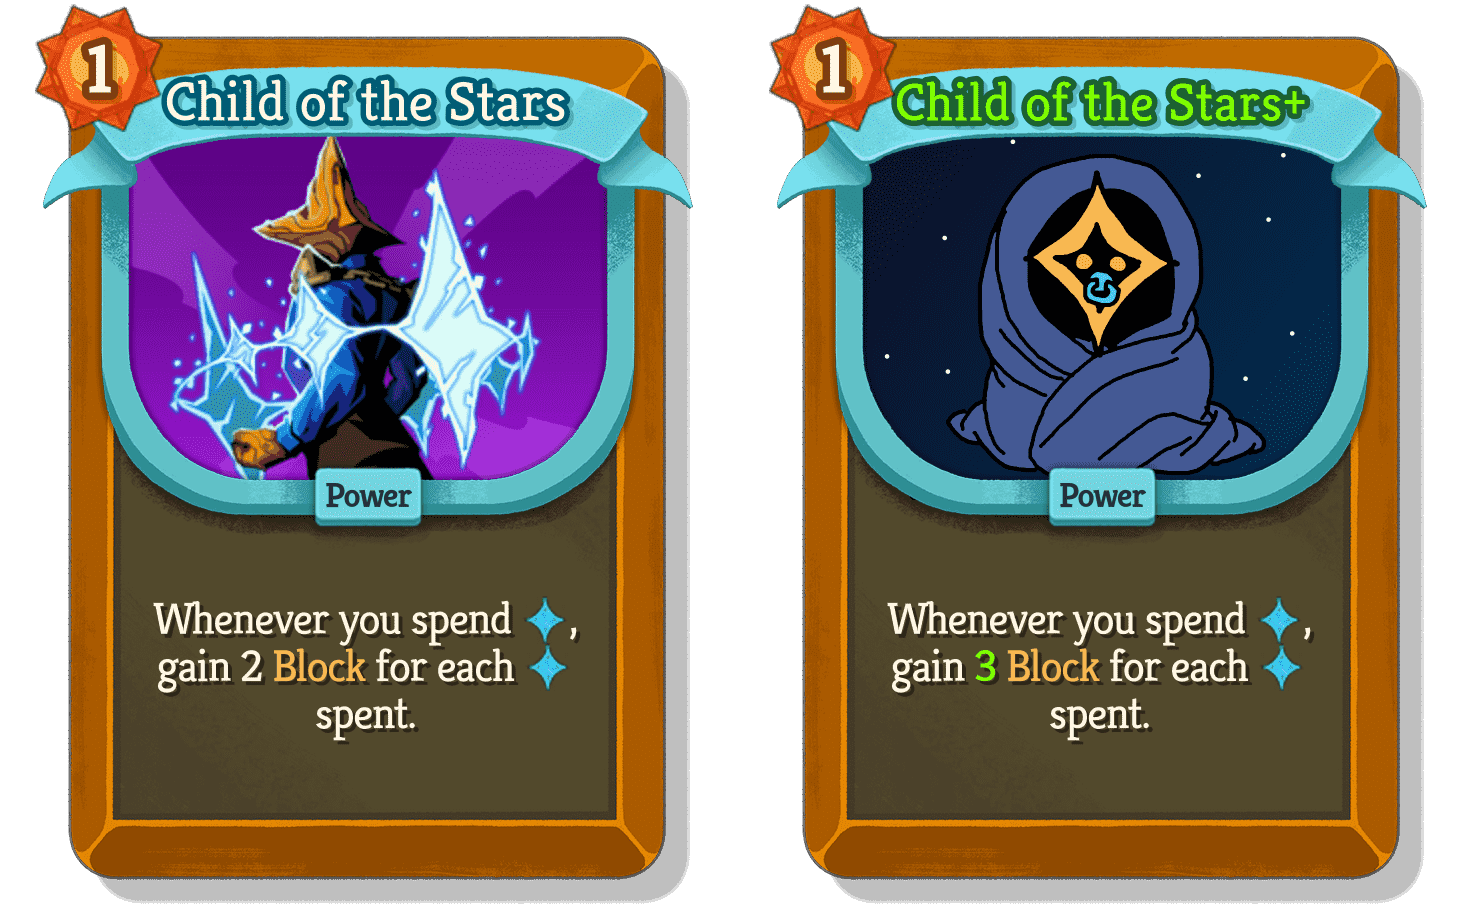 1
Child of the Stars
Power
Whenever you spend ,
gain 2 Block for each
spent.
1
Child of the Stars+
Power
Whenever you spend ,
gain 3 Block for each
spent.